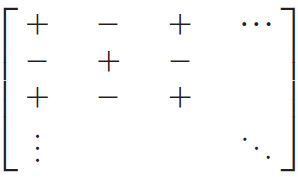 + − + ⋯
− + −
+ − +
⋮ ⋱